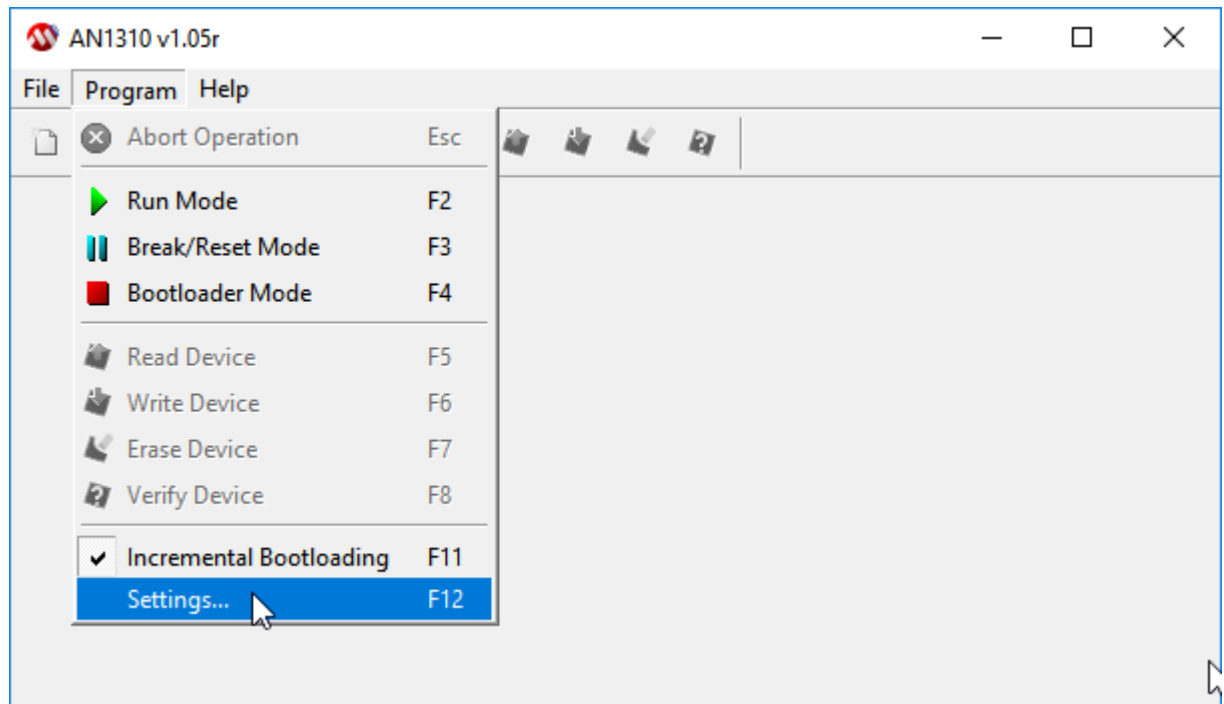 AN1310 v1.05r
File Program Help
Abort Operation Esc
Run Mode F2
Break/Reset Mode F3
Bootloader Mode F4
Read Device F5
Write Device F6
Erase Device F7
Verify Device F8
Incremental Bootloading F11
Settings... F12